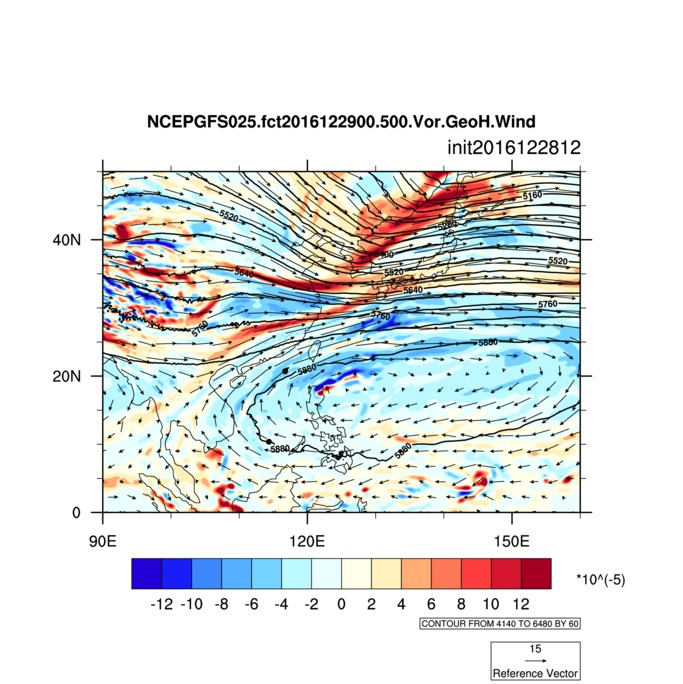 NCEPGFS025.fct2016122900.500.Vor.GeoH.Wind
init2016122812
5160
5520
40N
5520
5640
5640
5760
5760
5760
5880
5880
20N
5880
5880
0
90E 120E 150E
-12 -10 -8 -6 -4 -2 0 2 4 6 8 10 12
*10^(-5)
CONTOUR FROM 4140 TO 6480 BY 60
15
Reference Vector